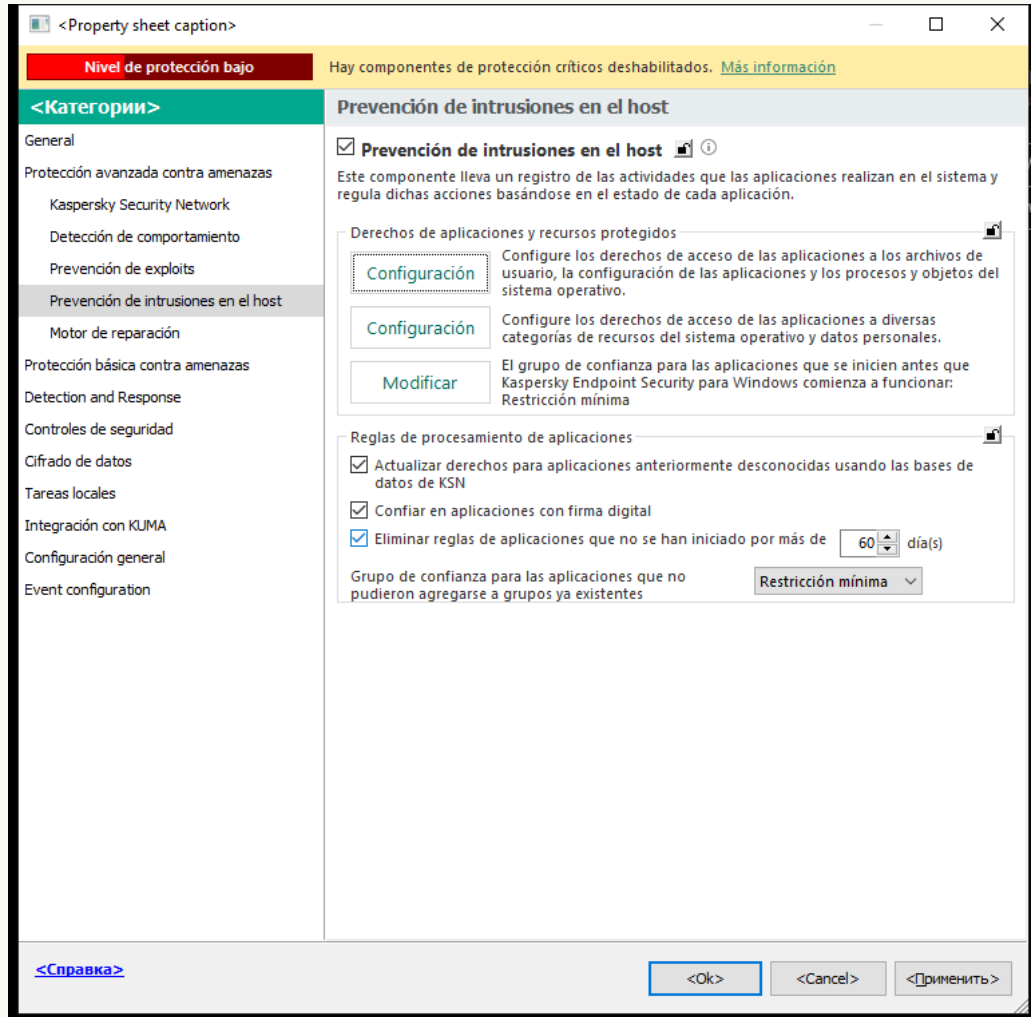 <Property sheet caption>
Nivel de protección bajo
Hay componentes de protección críticos deshabilitados. Más información
<Категории>
General
Protección avanzada contra amenazas
Kaspersky Security Network
Detección de comportamiento
Prevención de exploits
Prevención de intrusiones en el host
Motor de reparación
Protección básica contra amenazas
Detection and Response
Controles de seguridad
Cifrado de datos
Tareas locales
Integración con KUMA
Configuración general
Event configuration
Prevención de intrusiones en el host
Prevención de intrusiones en el host
Este componente lleva un registro de las actividades que las aplicaciones realizan en el sistema y
regula dichas acciones basándose en el estado de cada aplicación.
Derechos de aplicaciones y recursos protegidos
Configuración
Configure los derechos de acceso de las aplicaciones a los archivos de
usuario, la configuración de las aplicaciones y los procesos y objetos del
sistema operativo.
Configuración
Configure los derechos de acceso de las aplicaciones a diversas
categorías de recursos del sistema operativo y datos personales.
Modificar
El grupo de confianza para las aplicaciones que se inicien antes que
Kaspersky Endpoint Security para Windows comienza a funcionar:
Restricción mínima
Reglas de procesamiento de aplicaciones
Actualizar derechos para aplicaciones anteriormente desconocidas usando las bases de
datos de KSN
Confiar en aplicaciones con firma digital
Eliminar reglas de aplicaciones que no se han iniciado por más de 60 día(s)
Grupo de confianza para las aplicaciones que no
pudieron agregarse a grupos ya existentes
Restricción mínima
<Справка>
<Ok>
<Cancel>
<Применить>